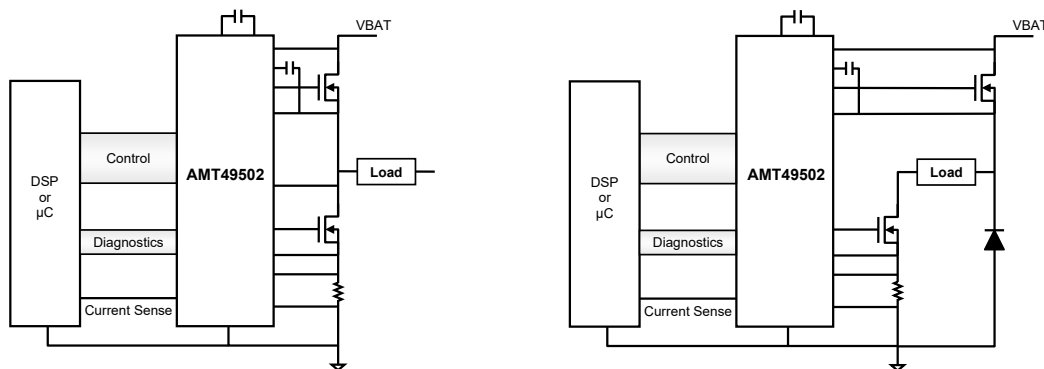 VBAT
Control
AMT49502
Load
DSP
or
µC
Diagnostics
Current Sense
VBAT
Control
AMT49502
Load
DSP
or
µC
Diagnostics
Current Sense